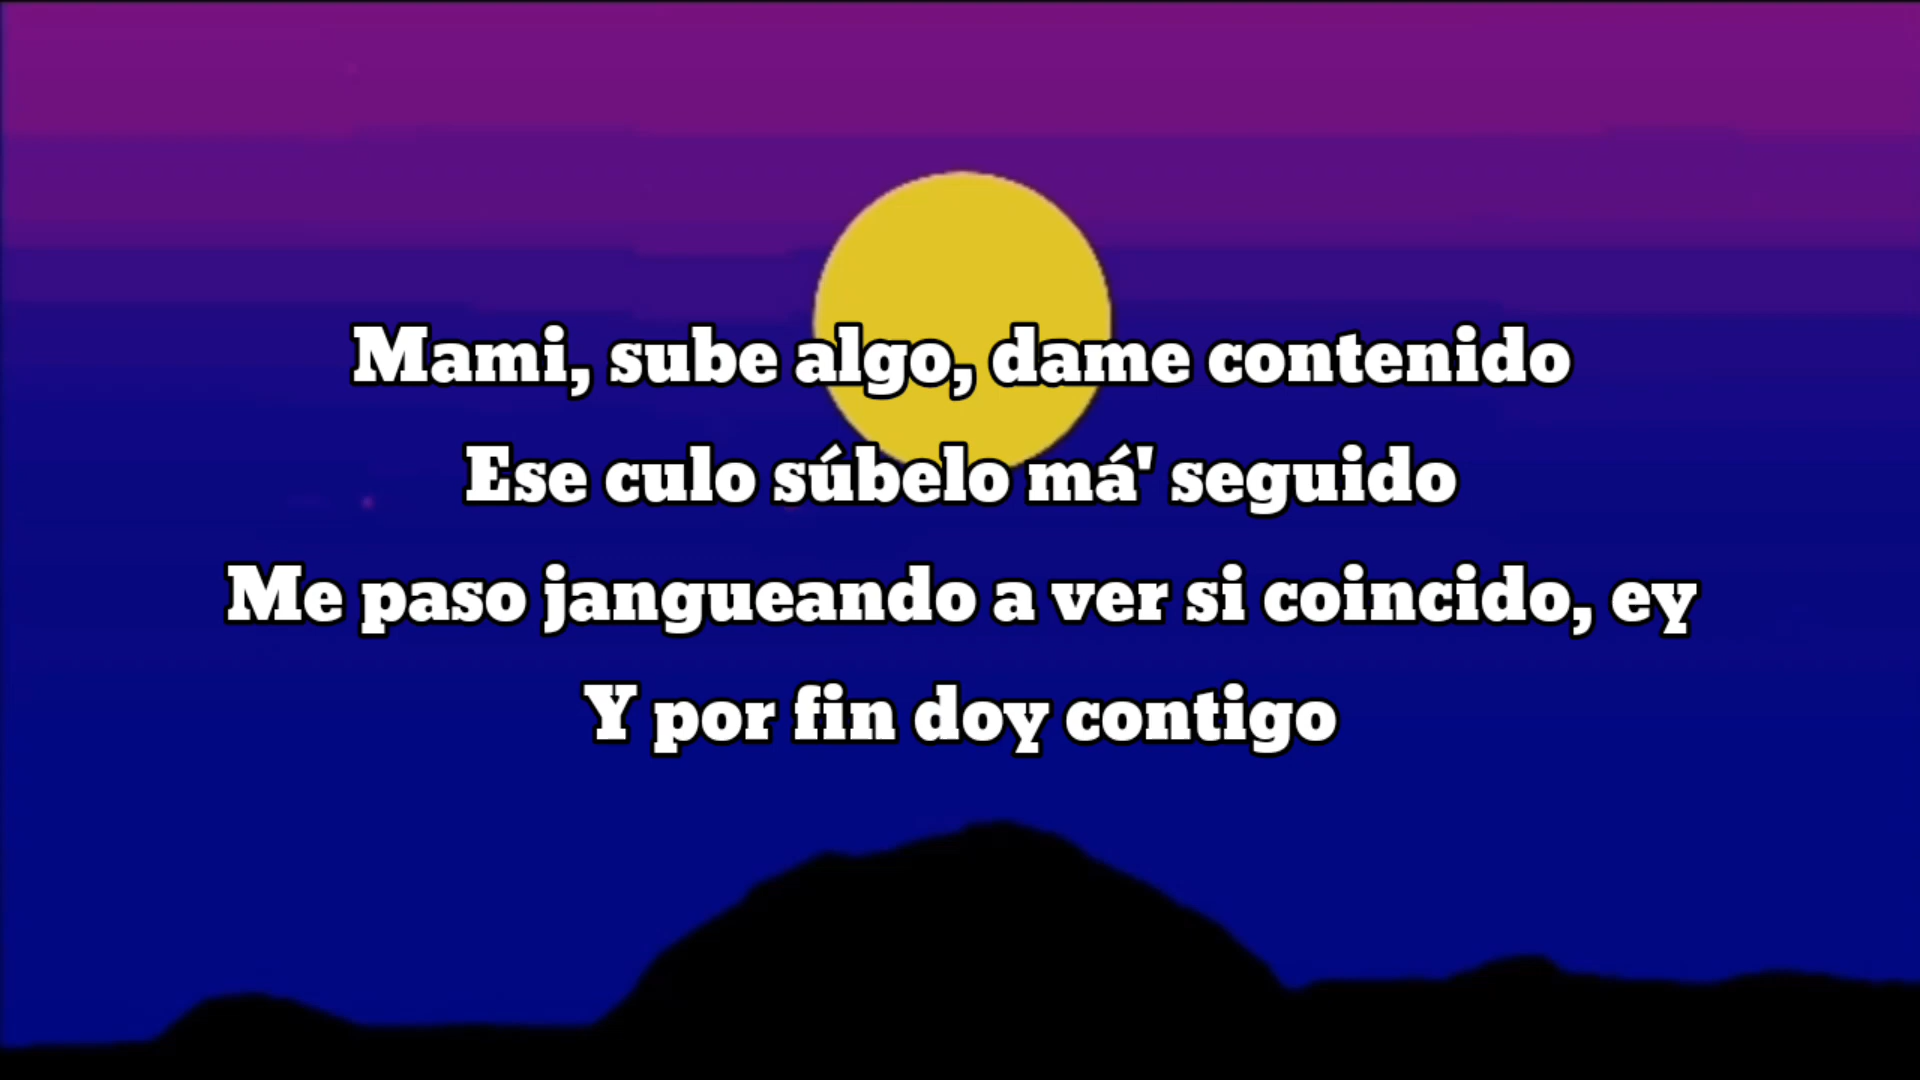 Mami, sube algo, dame contenido
Ese culo súbelo má' seguido
Me paso jangueando a ver si coincido, ey
Y por fin doy contigo